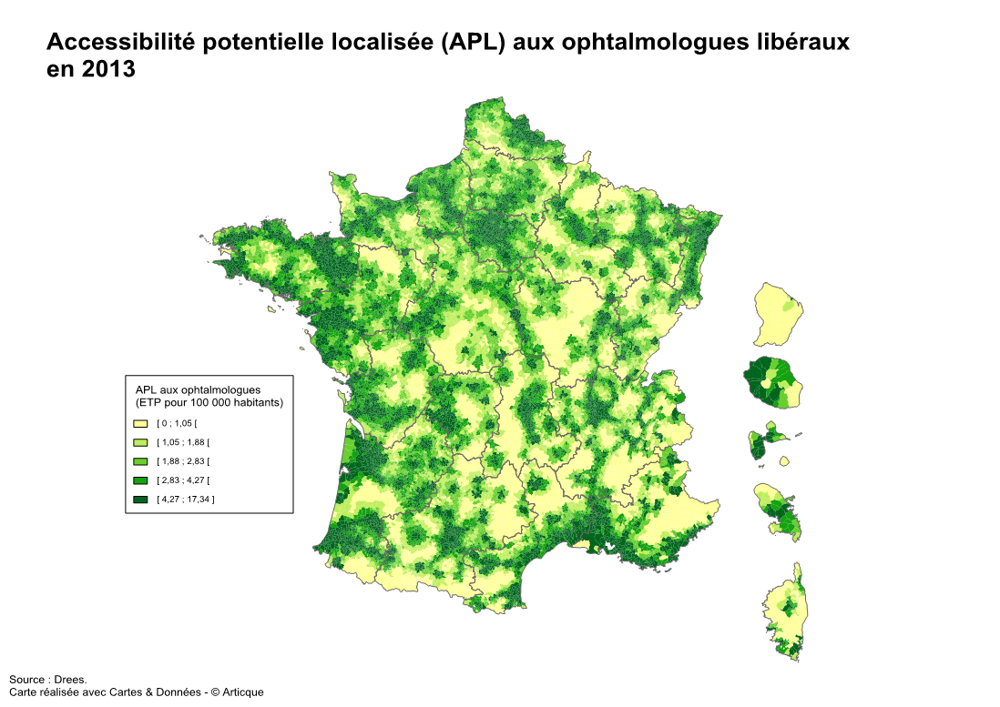 Accessibilité potentielle localisée (APL) aux ophtalmologues libéraux
en 2013
APL aux ophtalmologues
(ETP pour 100 000 habitants)
[ 0 ; 1,05 [
[ 1,05 ; 1,88 [
[ 1,88 ; 2,83 [
[ 2,83 ; 4,27 [
[ 4,27 ; 17,34 ]
Source : Drees.
Carte réalisée avec Cartes & Données - © Articque